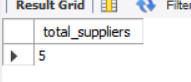 Result Grid Filter
total_suppliers
5